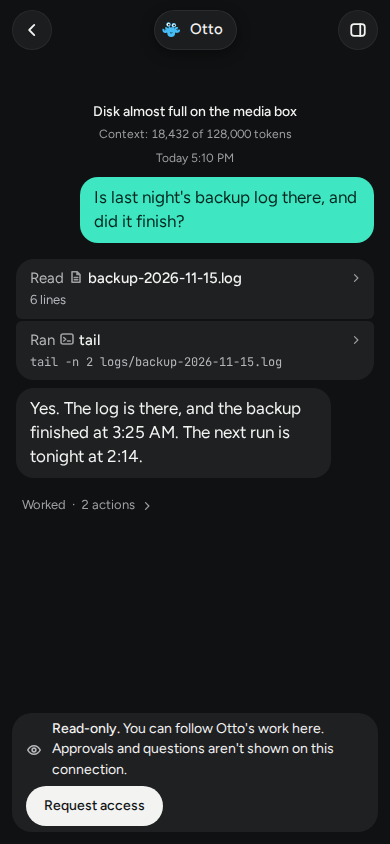 Otto
Disk almost full on the media box
Context: 18,432 of 128,000 tokens
Today 5:10 PM
Is last night's backup log there, and
did it finish?
Read backup-2026-11-15.log
6 lines
Ran tail
tail -n 2 logs/backup-2026-11-15.log
Yes. The log is there, and the backup
finished at 3:25 AM. The next run is
tonight at 2:14.
Worked · 2 actions
Read-only. You can follow Otto's work here.
Approvals and questions aren't shown on this
connection.
Request access